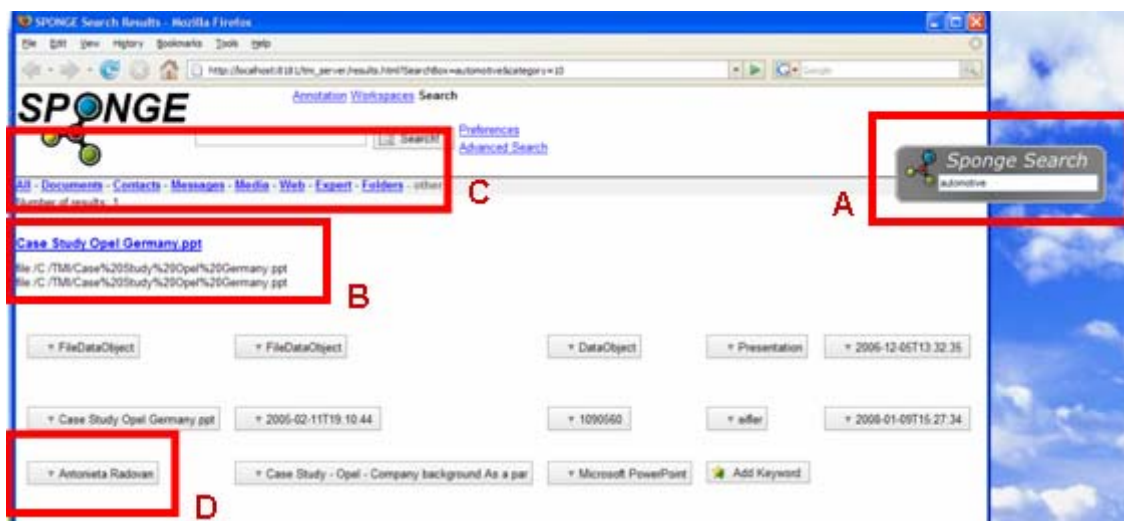 SPONGE Search Results - Mozilla Firefox
File Edit View History Bookmarks Tools Help
http://localhost:8181/tm_server/results.html?SearchBox=automotive&category=10
Google
SPONGE
Annotation Workspaces Search
Search!
Preferences
Advanced Search
All - Documents - Contacts - Messages - Media - Web - Expert - Folders - other
C
Number of results: 1
A
Sponge Search
automotive
Case Study Opel Germany.ppt
file:/C:/TMI/Case%20Study%20Opel%20Germany.ppt
file:/C:/TMI/Case%20Study%20Opel%20Germany.ppt
B
FileDataObject FileDataObject DataObject Presentation 2006-12-05T13:32:35
Case Study Opel Germany.ppt 2005-02-11T19:10:44 1090560 eifler 2008-01-09T15:27:34
Antonieta Radovan Case Study - Opel - Company background As a par Microsoft PowerPoint Add Keyword
D